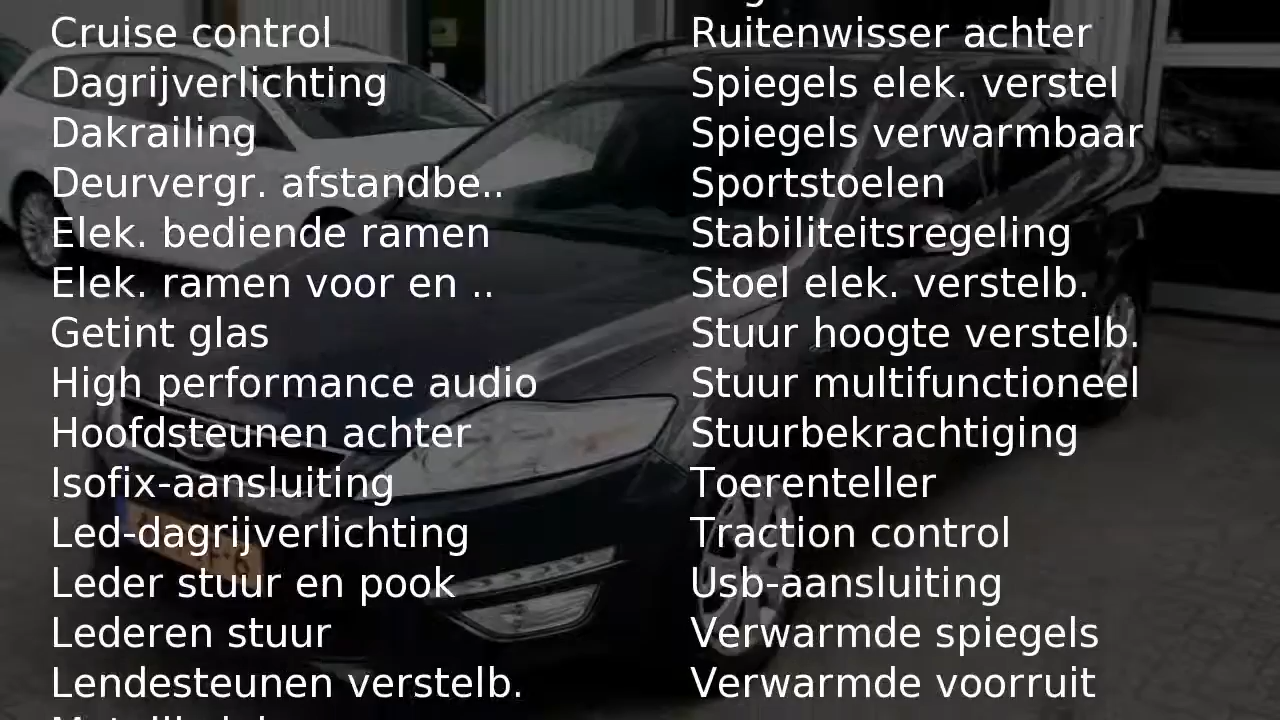 Cruise control
Dagrijverlichting
Dakrailing
Deurvergr. afstandbe..
Elek. bediende ramen
Elek. ramen voor en ..
Getint glas
High performance audio
Hoofdsteunen achter
Isofix-aansluiting
Led-dagrijverlichting
Leder stuur en pook
Lederen stuur
Lendesteunen verstelb.
Ruitenwisser achter
Spiegels elek. verstel
Spiegels verwarmbaar
Sportstoelen
Stabiliteitsregeling
Stoel elek. verstelb.
Stuur hoogte verstelb.
Stuur multifunctioneel
Stuurbekrachtiging
Toerenteller
Traction control
Usb-aansluiting
Verwarmde spiegels
Verwarmde voorruit